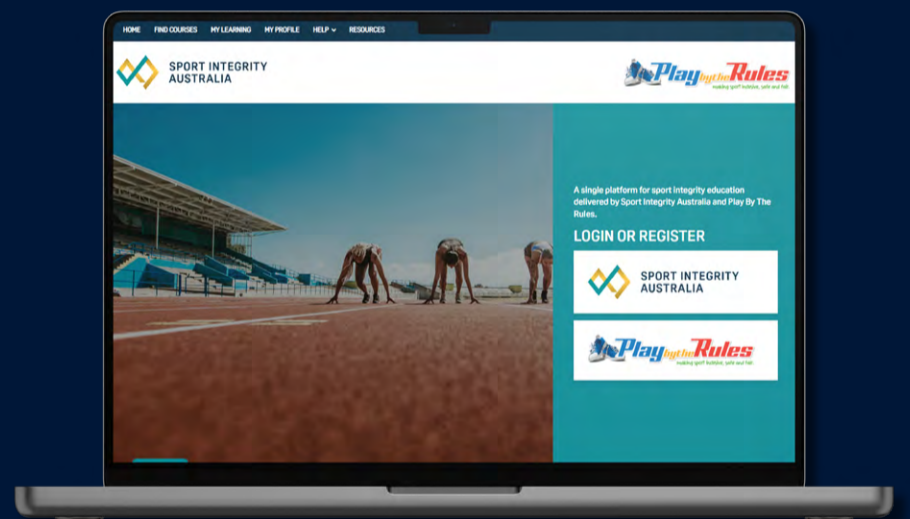 HOME FIND COURSES MY LEARNING MY PROFILE HELP RESOURCES
SPORT INTEGRITY
AUSTRALIA
Play by the Rules
A single platform for sport integrity education
delivered by Sport Integrity Australia and Play By The
Rules.
LOGIN OR REGISTER
SPORT INTEGRITY
AUSTRALIA
Play by the Rules